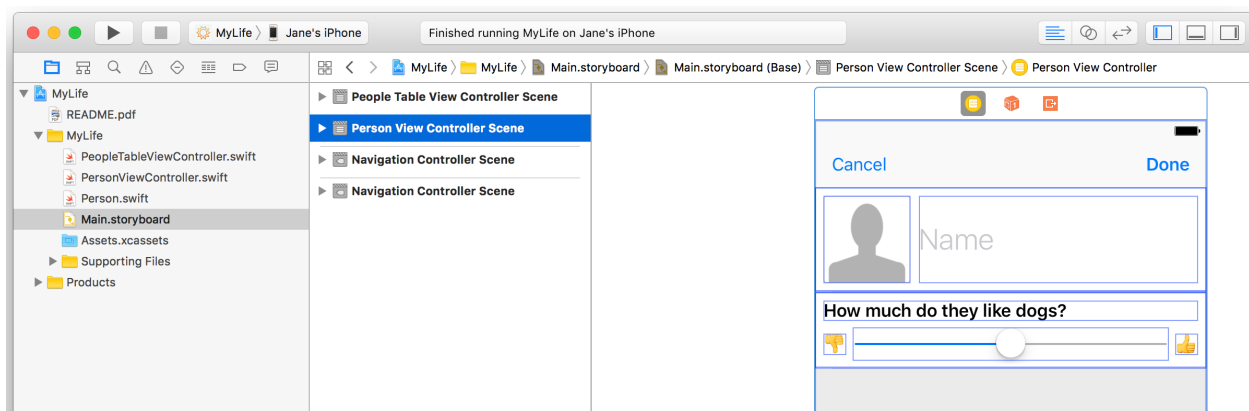 MyLife 〉 Jane's iPhone
Finished running MyLife on Jane's iPhone
MyLife 〉 MyLife 〉 Main.storyboard 〉 Main.storyboard (Base) 〉 Person View Controller Scene 〉 Person View Controller
MyLife
README.pdf
MyLife
PeopleTableViewController.swift
PersonViewController.swift
Person.swift
Main.storyboard
Assets.xcassets
Supporting Files
Products
People Table View Controller Scene
Person View Controller Scene
Navigation Controller Scene
Navigation Controller Scene
Cancel
Done
Name
How much do they like dogs?